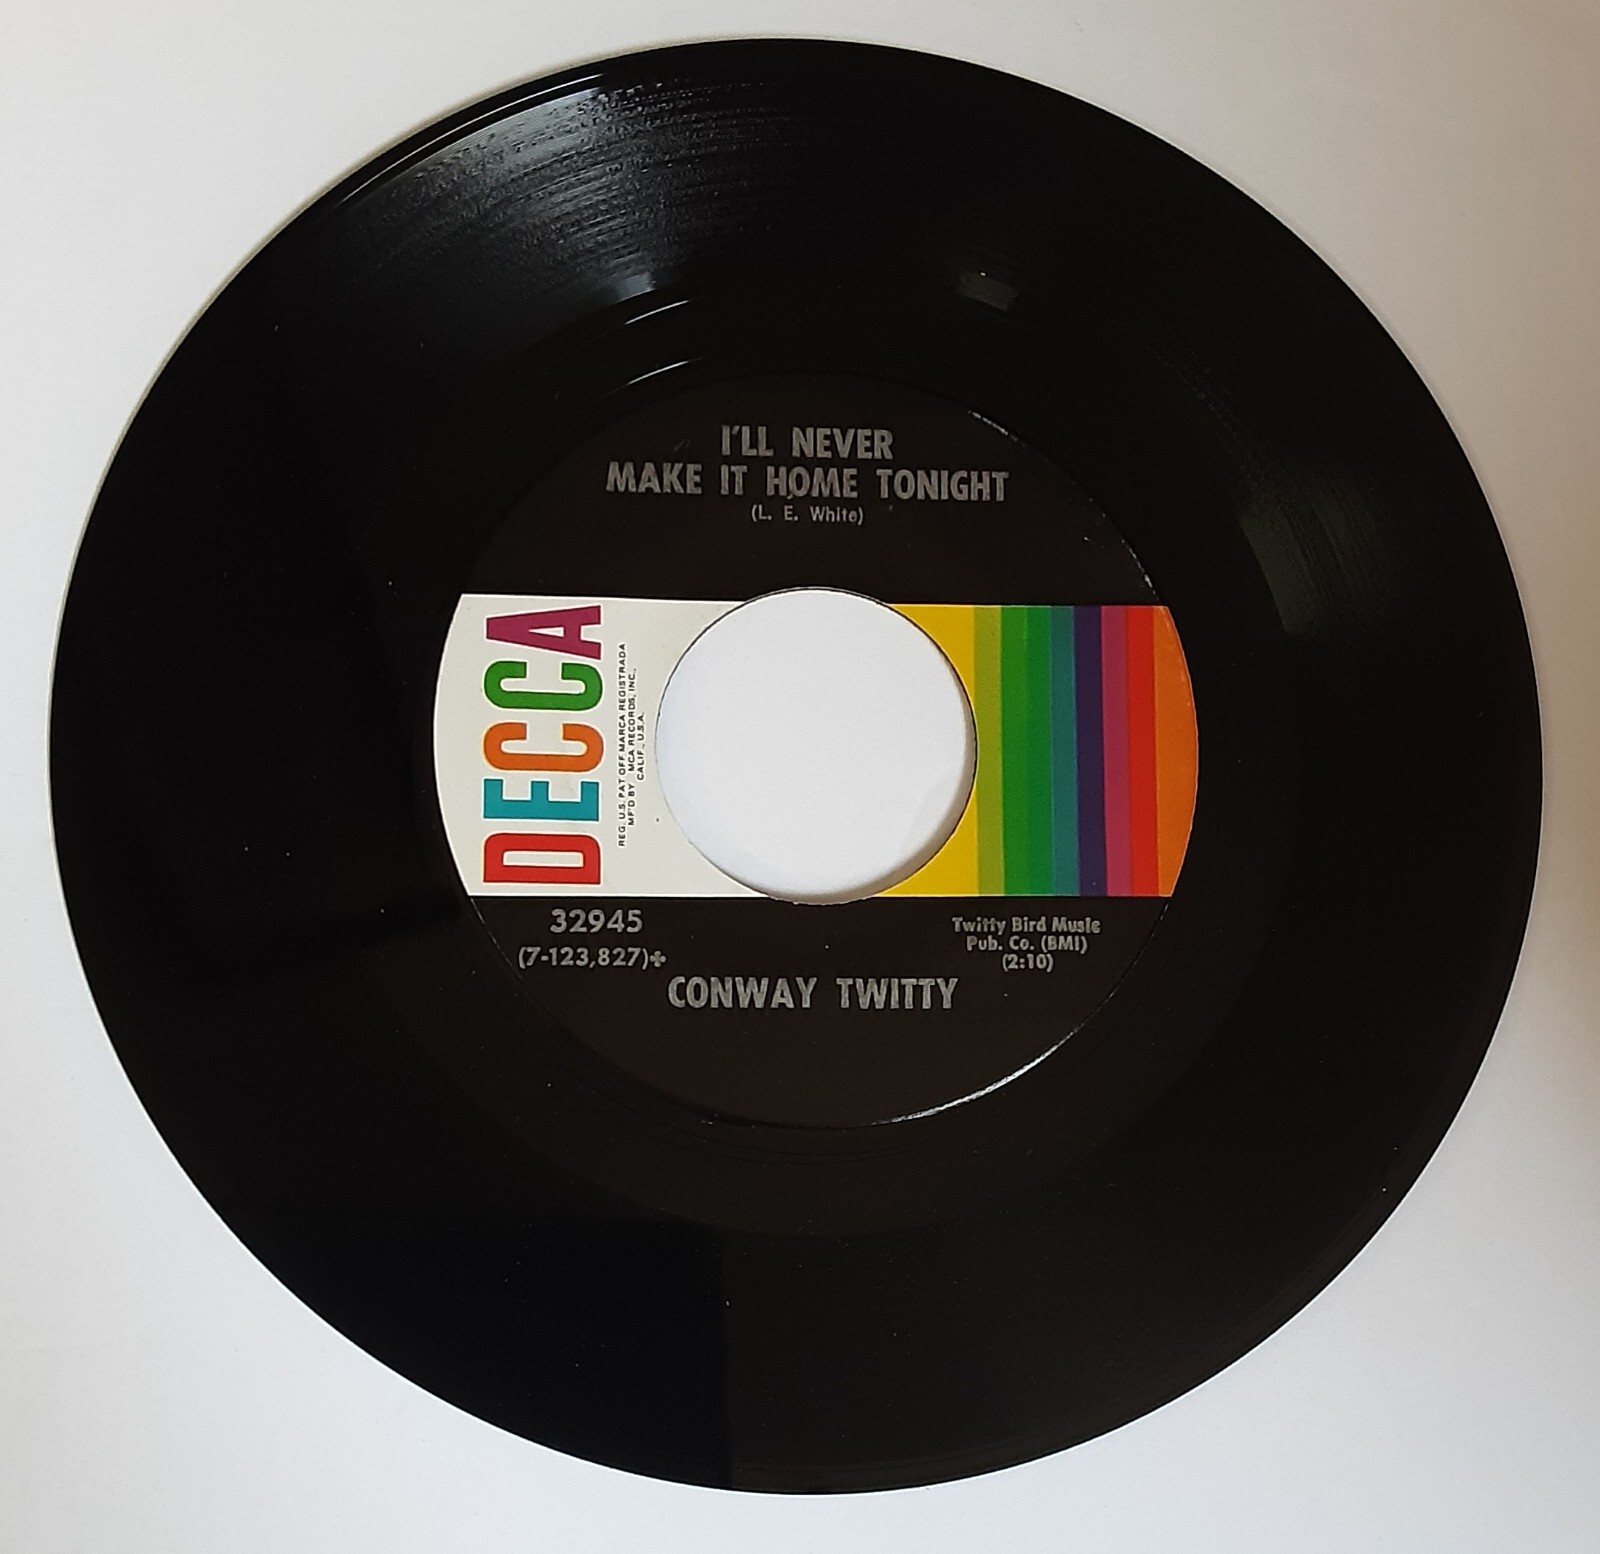 I'LL NEVER
MAKE IT HOME TONIGHT
(L. E. White)
DECCA
REG. U.S. PAT OFF. MARCA REGISTRADA
MF'D BY MCA RECORDS, INC.,
CALIF., U.S.A.
32945
(7-123,827)✤
Twitty Bird Music
Pub. Co. (BMI)
(2:10)
CONWAY TWITTY